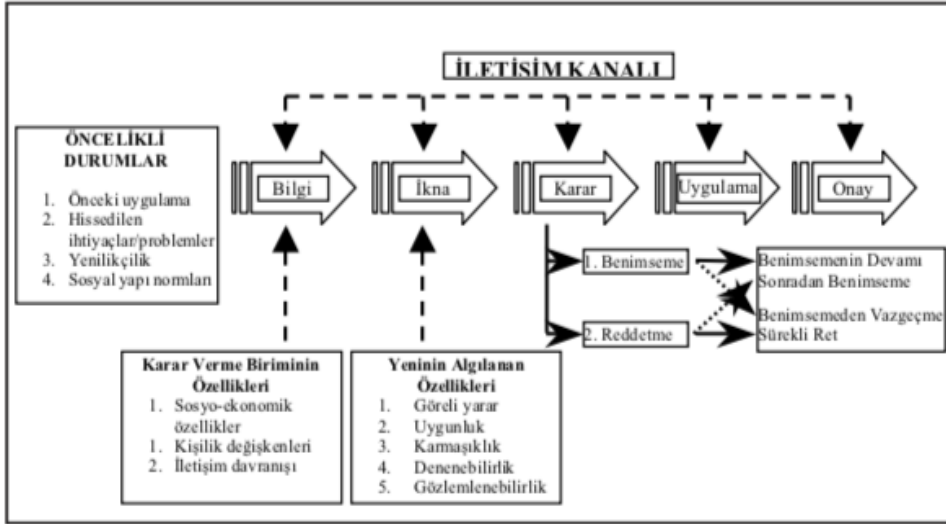 İLETİSİM KANALI
ÖNCELİKLİ
DURUMLAR
1. Önceki uygulama
2. Hissedilen
ihtiyaçlar/problemler
3. Yenilikçilik
4. Sosyal yapı normları
Bilgi
İkna
Karar
Uygulama
Onay
1. Benimseme
2. Reddetme
Benimsemenin Devamı
Sonradan Benimseme
Benimsemeden Vazgeçme
Sürekli Ret
Karar Verme Biriminin
Özellikleri
1. Sosyo-ekonomik
özellikler
1. Kişilik değişkenleri
2. İletişim davranışı
Yeninin Algılanan
Özellikleri
1. Göreli yarar
2. Uygunluk
3. Karmaşıklık
4. Denenebilirlik
5. Gözlemlenebilirlik